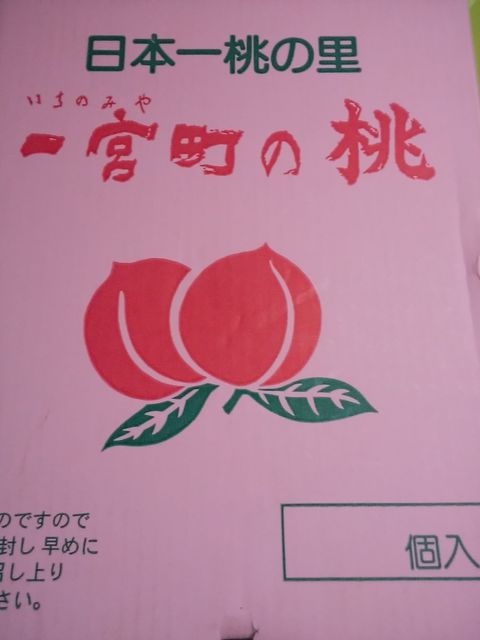 日本一桃の里
いちのみや
一宮町の桃
のですので
封し 早めに
召し上り
さい。
個入